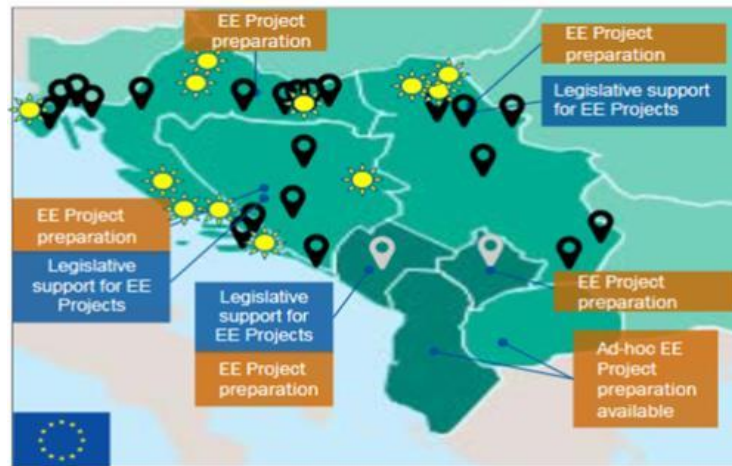 EE Project
preparation
EE Project
preparation
Legislative support
for EE Projects
EE Project
preparation
Legislative
support for EE
Projects
Legislative
support for
EE Projects
EE Project
preparation
EE Project
preparation
Ad-hoc EE
Project
preparation
available